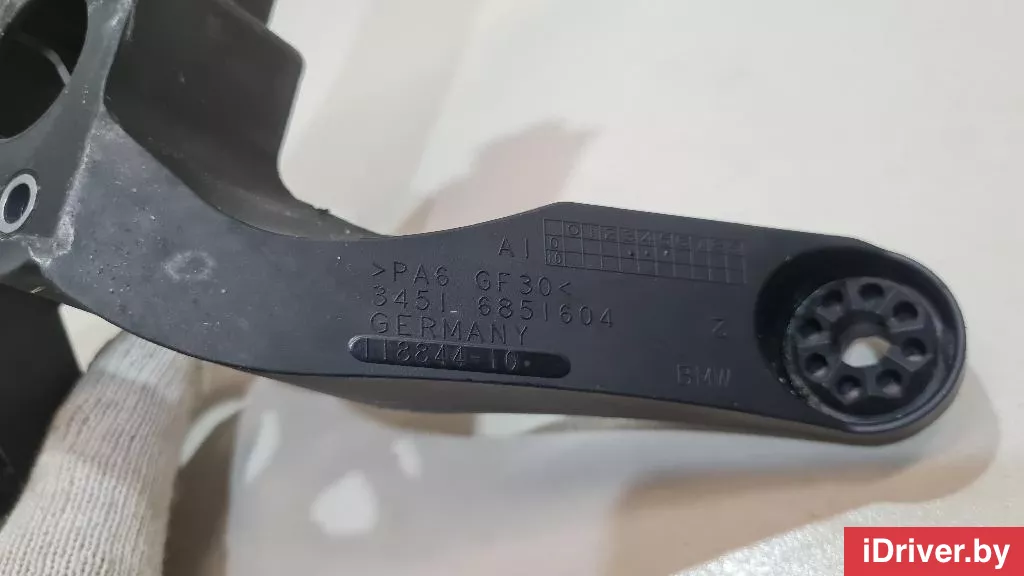 A1
>PA6 GF30<
3451 6851604
GERMANY
118844-10
Z
BMW
iDriver.by